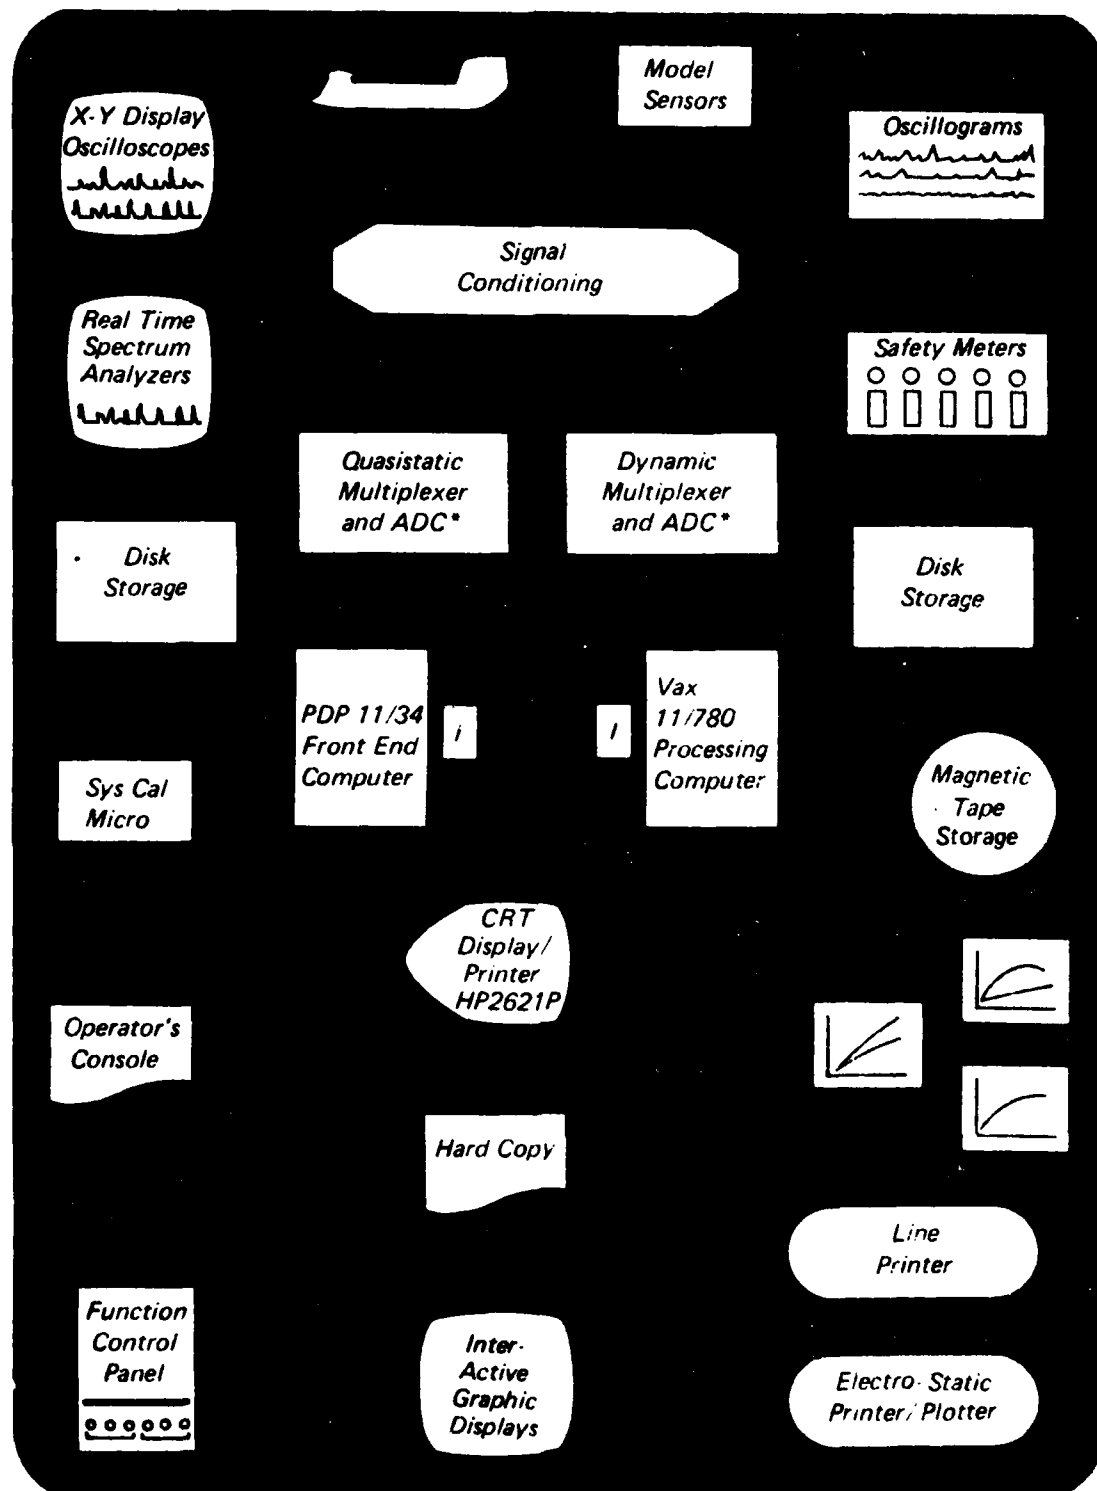 Model
Sensors
X-Y Display
Oscilloscopes
Oscillograms
Signal
Conditioning
Real Time
Spectrum
Analyzers
Safety Meters
Quasistatic
Multiplexer
and ADC*
Dynamic
Multiplexer
and ADC*
Disk
Storage
Disk
Storage
PDP 11/34
Front End
Computer
i
I
Vax
11/780
Processing
Computer
Sys Cal
Micro
Magnetic
Tape
Storage
CRT
Display/
Printer
HP2621P
Operator's
Console
Hard Copy
Line
Printer
Function
Control
Panel
Inter-
Active
Graphic
Displays
Electro-Static
Printer/Plotter